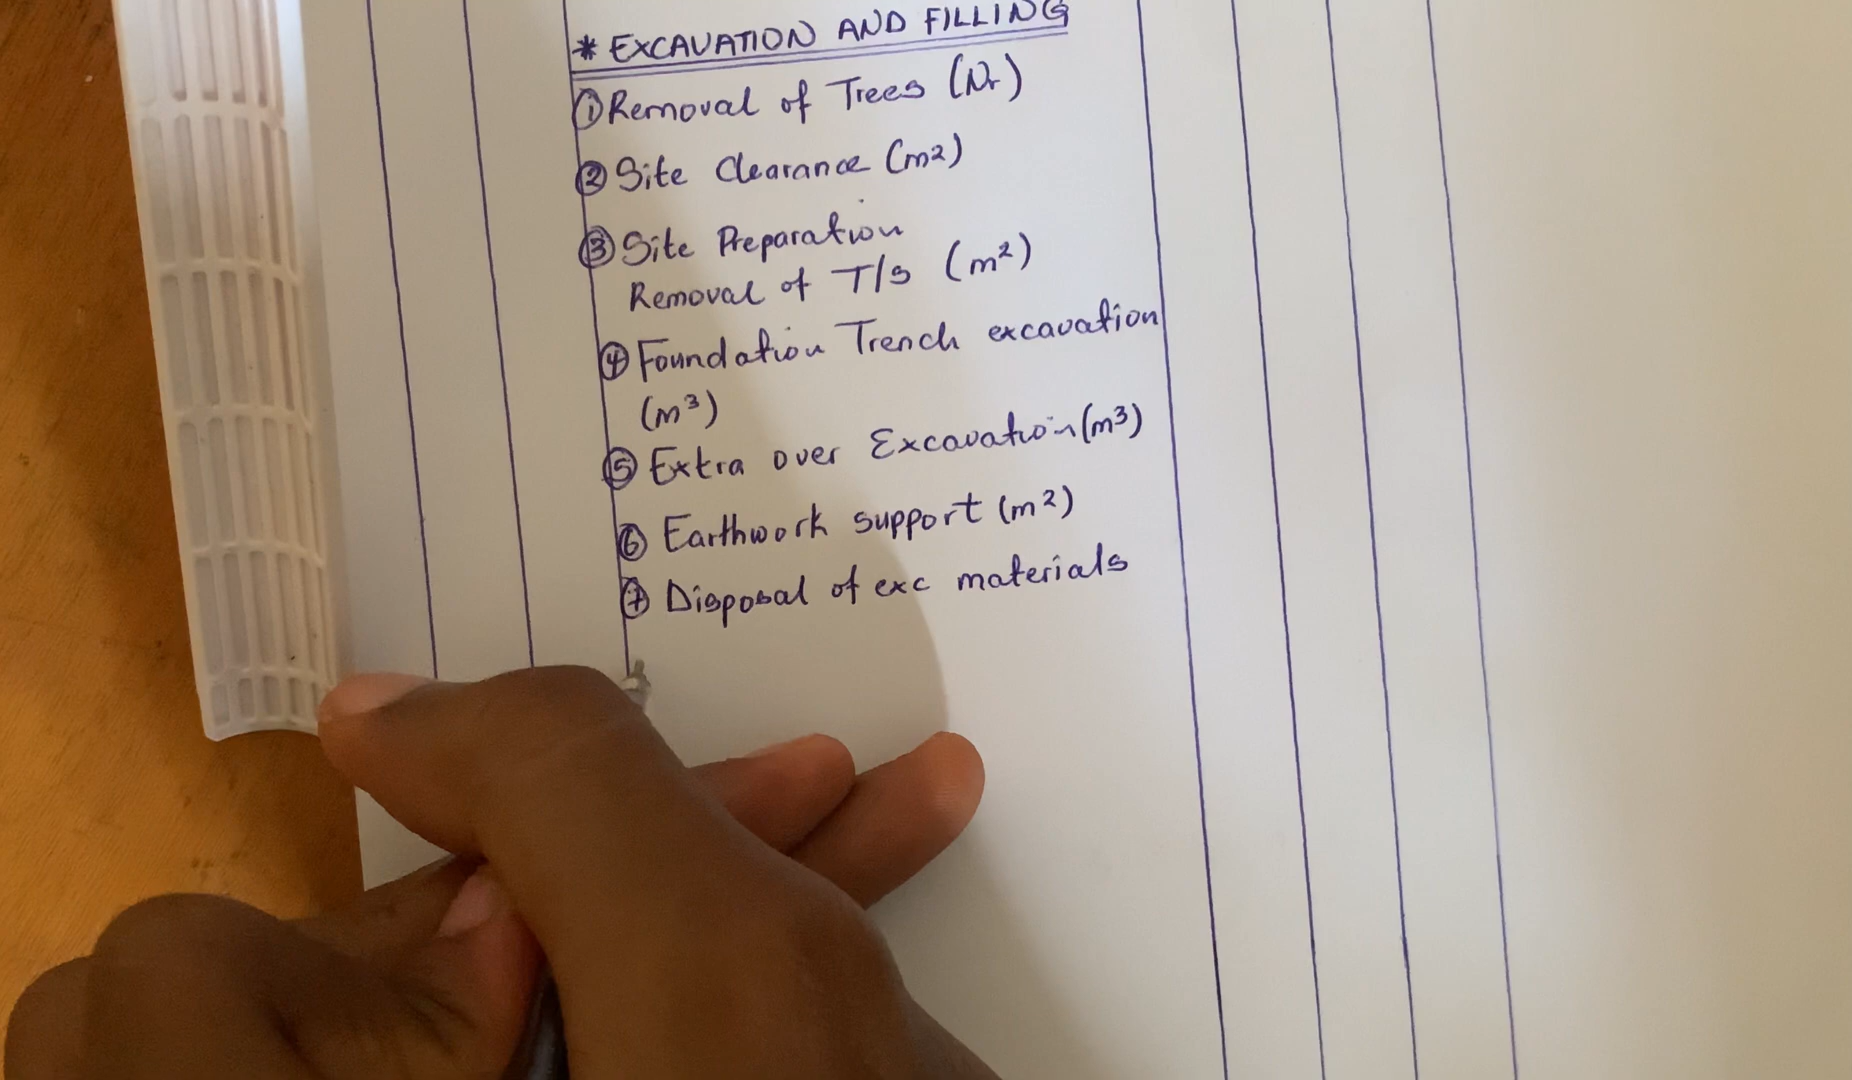 * EXCAVATION AND FILLING
① Removal of Trees (Nr)
② Site Clearance (m2)
③ Site Preparation
Removal of T/s (m²)
④ Foundation Trench excavation
(m³)
⑤ Extra over Excavation (m³)
⑥ Earthwork support (m²)
⑦ Disposal of exc materials